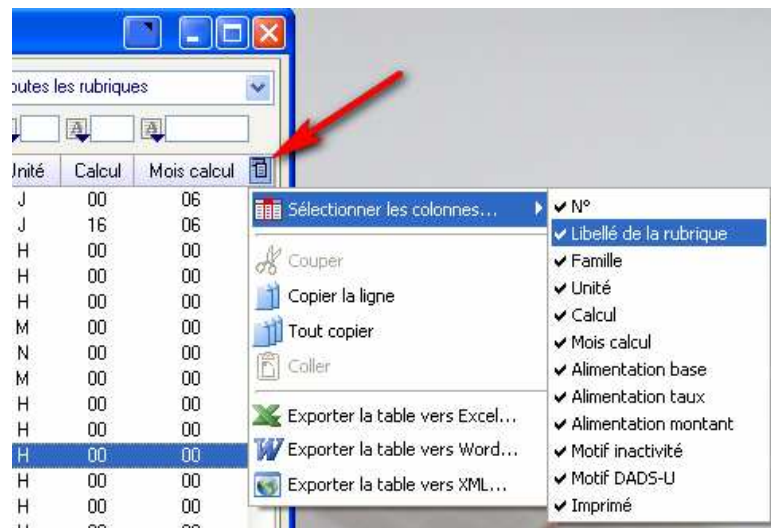 outes les rubriques
Unité Calcul Mois calcul
J 00 06
J 16 06
H 00 00
H 00 00
H 00 00
M 00 00
N 00 00
M 00 00
H 00 00
H 00 00
H 00 00
H 00 00
H 00 00
Sélectionner les colonnes...
Couper
Copier la ligne
Tout copier
Coller
Exporter la table vers Excel...
Exporter la table vers Word...
Exporter la table vers XML...
N°
Libellé de la rubrique
Famille
Unité
Calcul
Mois calcul
Alimentation base
Alimentation taux
Alimentation montant
Motif inactivité
Motif DADS-U
Imprimé